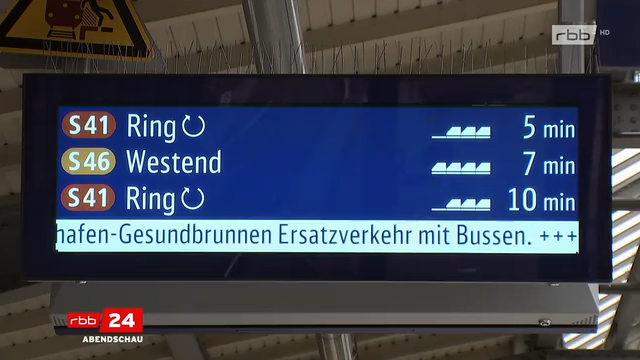 rbb HD
S41 Ring 5 min
S46 Westend 7 min
S41 Ring 10 min
hafen-Gesundbrunnen Ersatzverkehr mit Bussen. +++
rbb 24
ABENDSCHAU